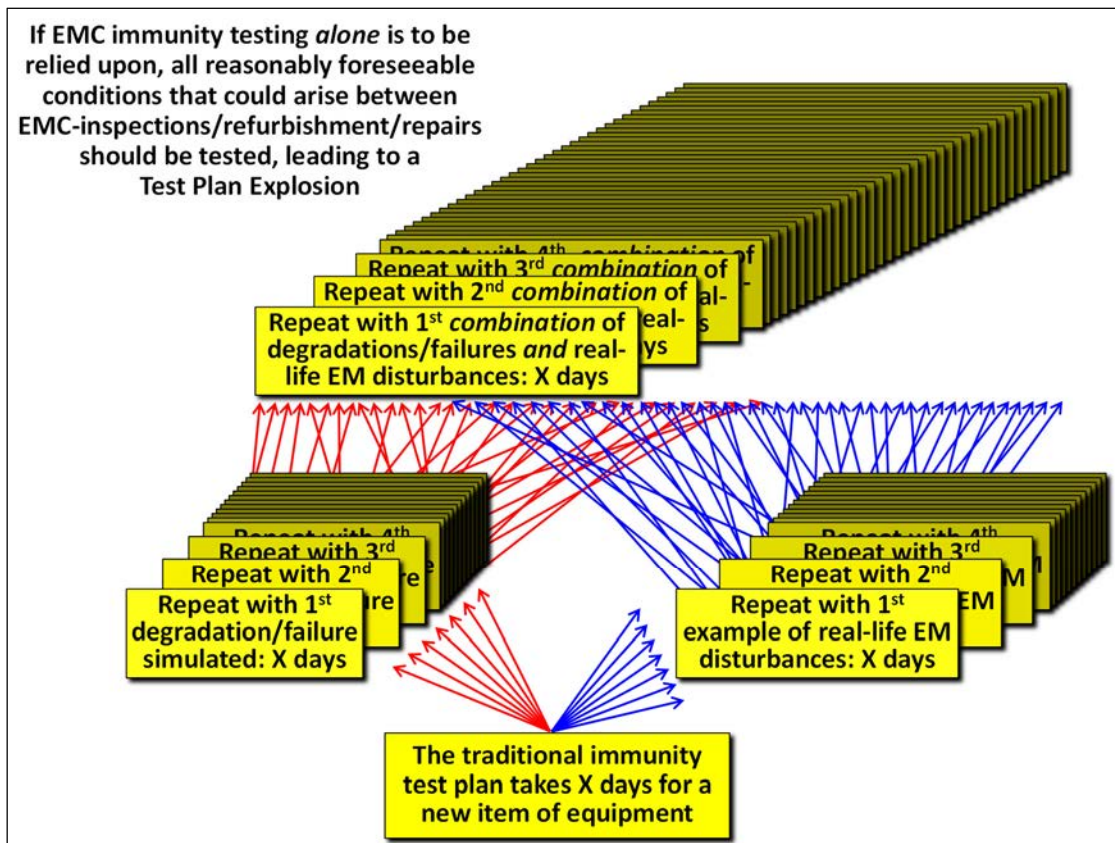 If EMC immunity testing alone is to be
relied upon, all reasonably foreseeable
conditions that could arise between
EMC-inspections/refurbishment/repairs
should be tested, leading to a
Test Plan Explosion
Repeat with 4th combination of
Repeat with 3rd combination of
Repeat with 2nd combination of
Repeat with 1st combination of
degradations/failures and real-
life EM disturbances: X days
Repeat with 4th
Repeat with 3rd
Repeat with 2nd
Repeat with 1st
degradation/failure
simulated: X days
Repeat with 4th
Repeat with 3rd
Repeat with 2nd
Repeat with 1st
example of real-life EM
disturbances: X days
The traditional immunity
test plan takes X days for a
new item of equipment